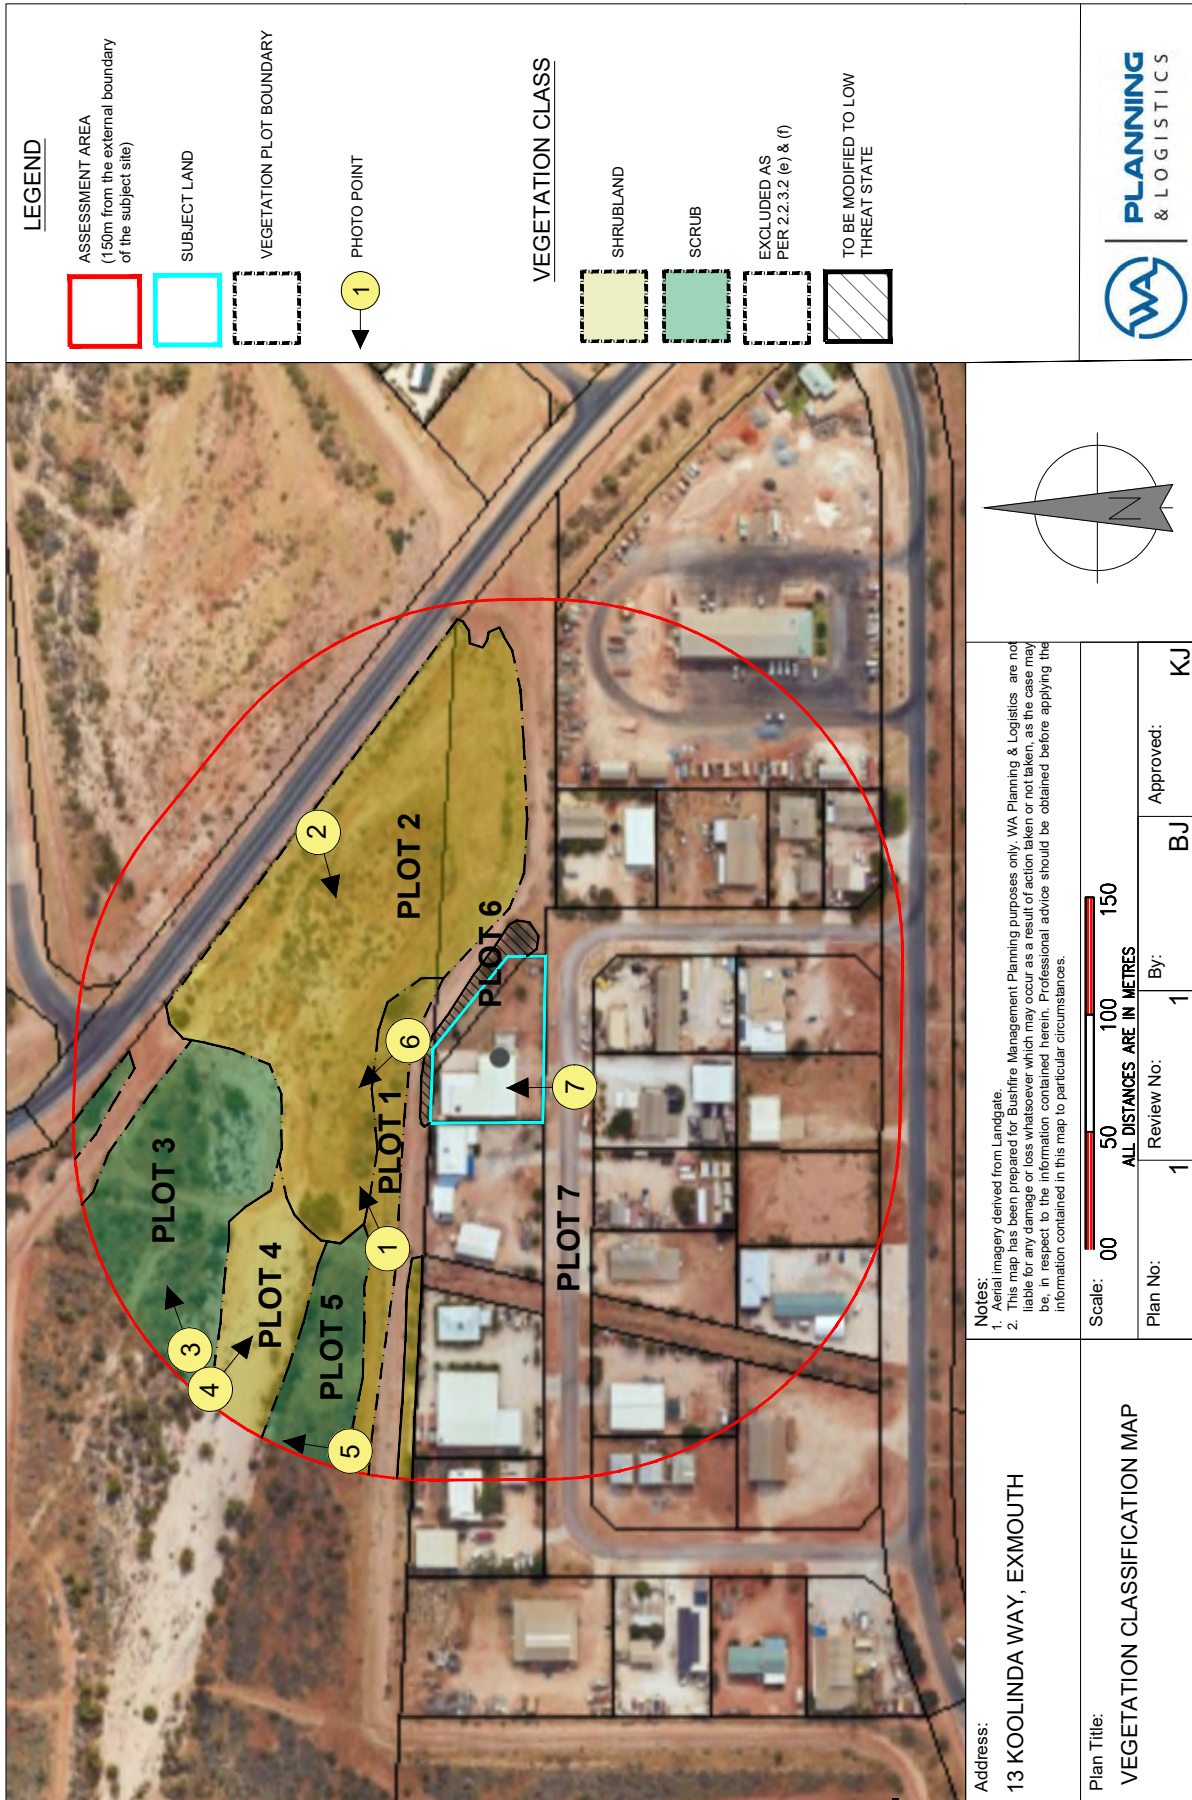 LEGEND
ASSESSMENT AREA
(150m from the external boundary
of the subject site)
SUBJECT LAND
VEGETATION PLOT BOUNDARY
1
PHOTO POINT
VEGETATION CLASS
SHRUBLAND
SCRUB
EXCLUDED AS
PER 2.2.3.2 (e) & (f)
TO BE MODIFIED TO LOW
THREAT STATE
WA
PLANNING
& LOGISTICS
PLOT 3
PLOT 4
PLOT 5
PLOT 1
PLOT 2
PLOT 6
PLOT 7
3
4
5
1
6
2
7
N
Address:
13 KOOLINDA WAY, EXMOUTH
Plan Title:
VEGETATION CLASSIFICATION MAP
Notes:
1. Aerial imagery derived from Landgate.
2. This map has been prepared for Bushfire Management Planning purposes only. WA Planning & Logistics are not
liable for any damage or loss whatsoever which may occur as a result of action taken or not taken, as the case may
be, in respect to the information contained herein. Professional advice should be obtained before applying the
information contained in this map to particular circumstances.
Scale:
00 50 100 150
ALL DISTANCES ARE IN METRES
Plan No: 1
Review No: 1
By: BJ
Approved: KJ